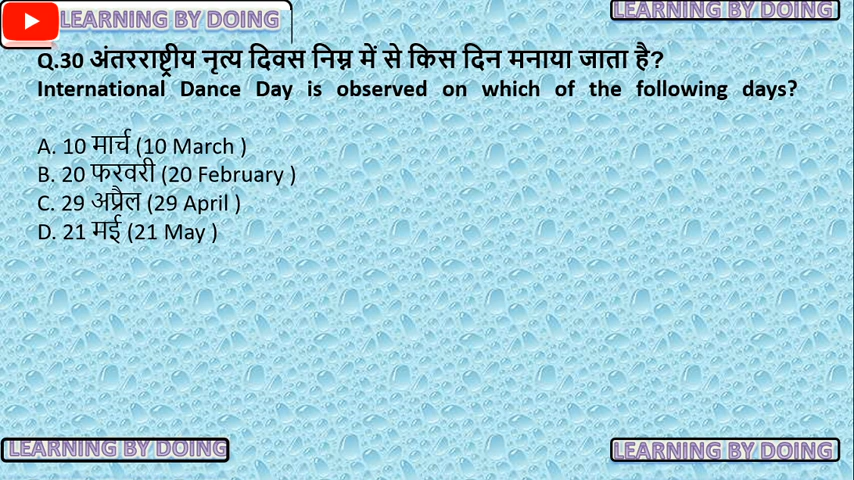 LEARNING BY DOING
LEARNING BY DOING
Q.30 अंतरराष्ट्रीय नृत्य दिवस निम्न में से किस दिन मनाया जाता है?
International Dance Day is observed on which of the following days?
A. 10 मार्च (10 March )
B. 20 फरवरी (20 February )
C. 29 अप्रैल (29 April )
D. 21 मई (21 May )
LEARNING BY DOING
LEARNING BY DOING